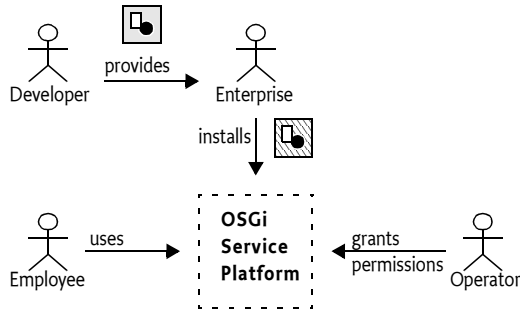 provides
Developer
Enterprise
installs
OSGi
Service
Platform
uses
grants
permissions
Employee
Operator